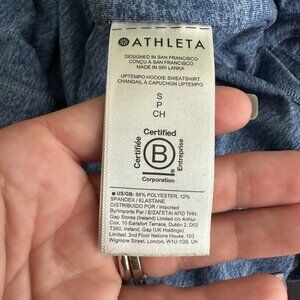 ATHLETA
DESIGNED IN SAN FRANCISCO
CONÇU À SAN FRANCISCO
MADE IN SRI LANKA
UPTEMPO HOODIE SWEATSHIRT
CHANDAIL À CAPUCHON UPTEMPO
S
P
CH
Certified
Certifiée
B
Entreprise
Corporation
US/GB: 88% POLYESTER, 12%
SPANDEX / ELASTANE
DISTRIBUIDO POR / Imported
By/Importé Par / ΕΙΣΑΓΕΤΑΙ ΑΠΟ ΤΗΝ:
Gap Stores (Ireland) Limited c/o Arthur
Cox, 10 Earlsfort Terrace, Dublin 2, D02
T380, Ireland. Gap (UK Holdings)
Limited, 2nd Floor Nations House, 103
Wigmore Street, London, W1U 1QS, UK